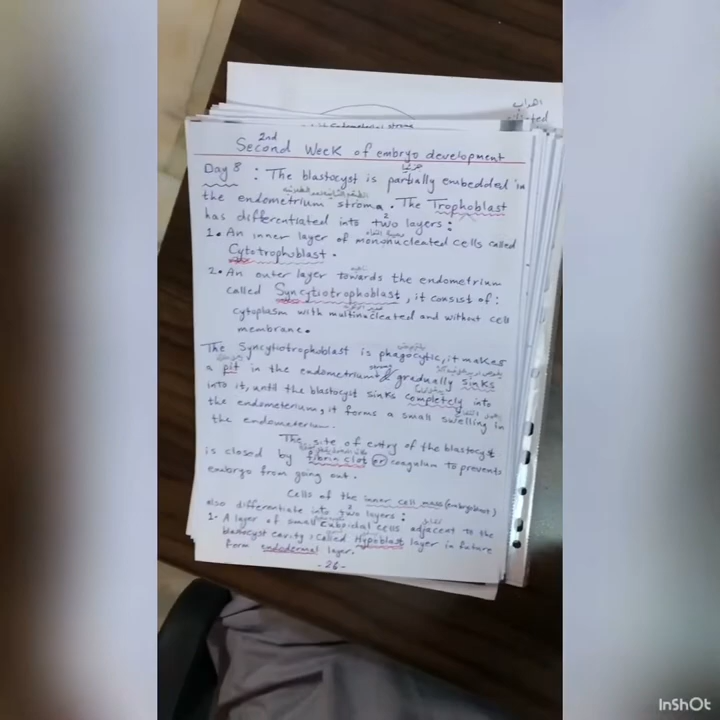 2nd
Second Week of embryo development
Day 8 : The blastocyst is partially embedded in
the endometrium stroma. The Trophoblast
has differentiated into two layers:
2
1. An inner layer of mononucleated cells called
Cytotrophoblast.
2. An outer layer towards the endometrium
called Syncytiotrophoblast, it consist of:
cytoplasm with multinucleated and without cell
membrane.
The Syncytiotrophoblast is phagocytic, it makes
a pit in the endometrium & gradually sinks
into it, until the blastocyst sinks completely into
the endometerium, it forms a small swelling in
the endometerium.
The site of entry of the blastocyst
is closed by fibrin clot or coagulum to prevents
embryo from going out.
Cells of the inner cell mass (embryoblast)
also differentiate into two layers:
2
1- A layer of small cuboidal cells adjacent to the
blastocyst cavity, called Hypoblast layer in future
form endodermal layer.
-26-
InShOt